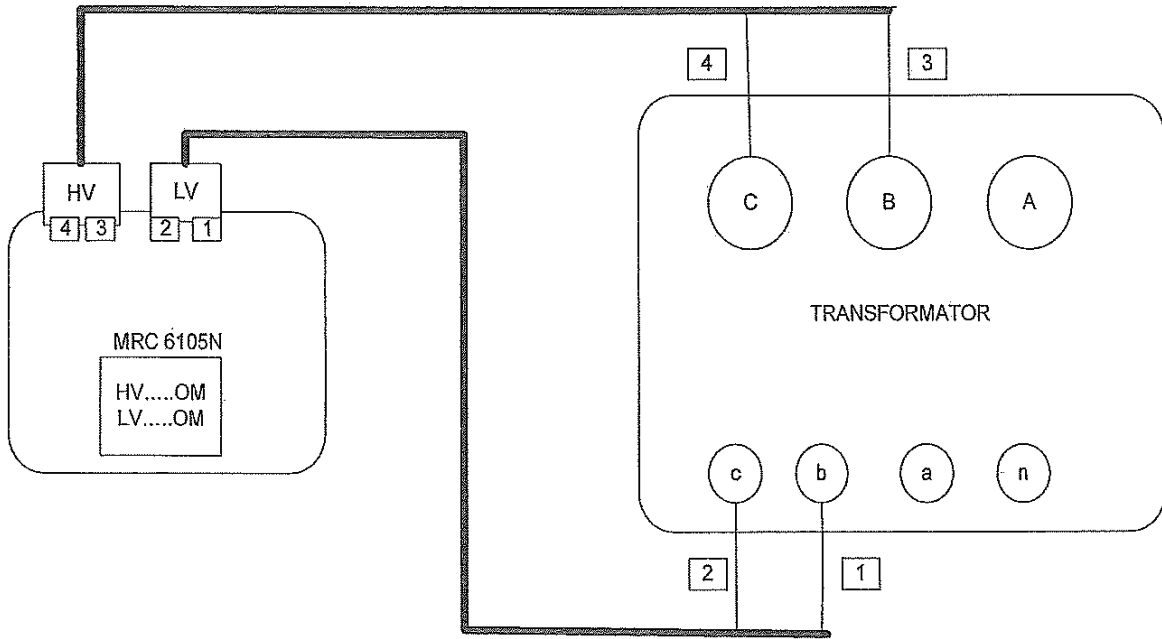 4
3
HV
LV
4
3
2
1
C
B
A
TRANSFORMATOR
MRC 6105N
HV.....OM
LV.....OM
c
b
a
n
2
1